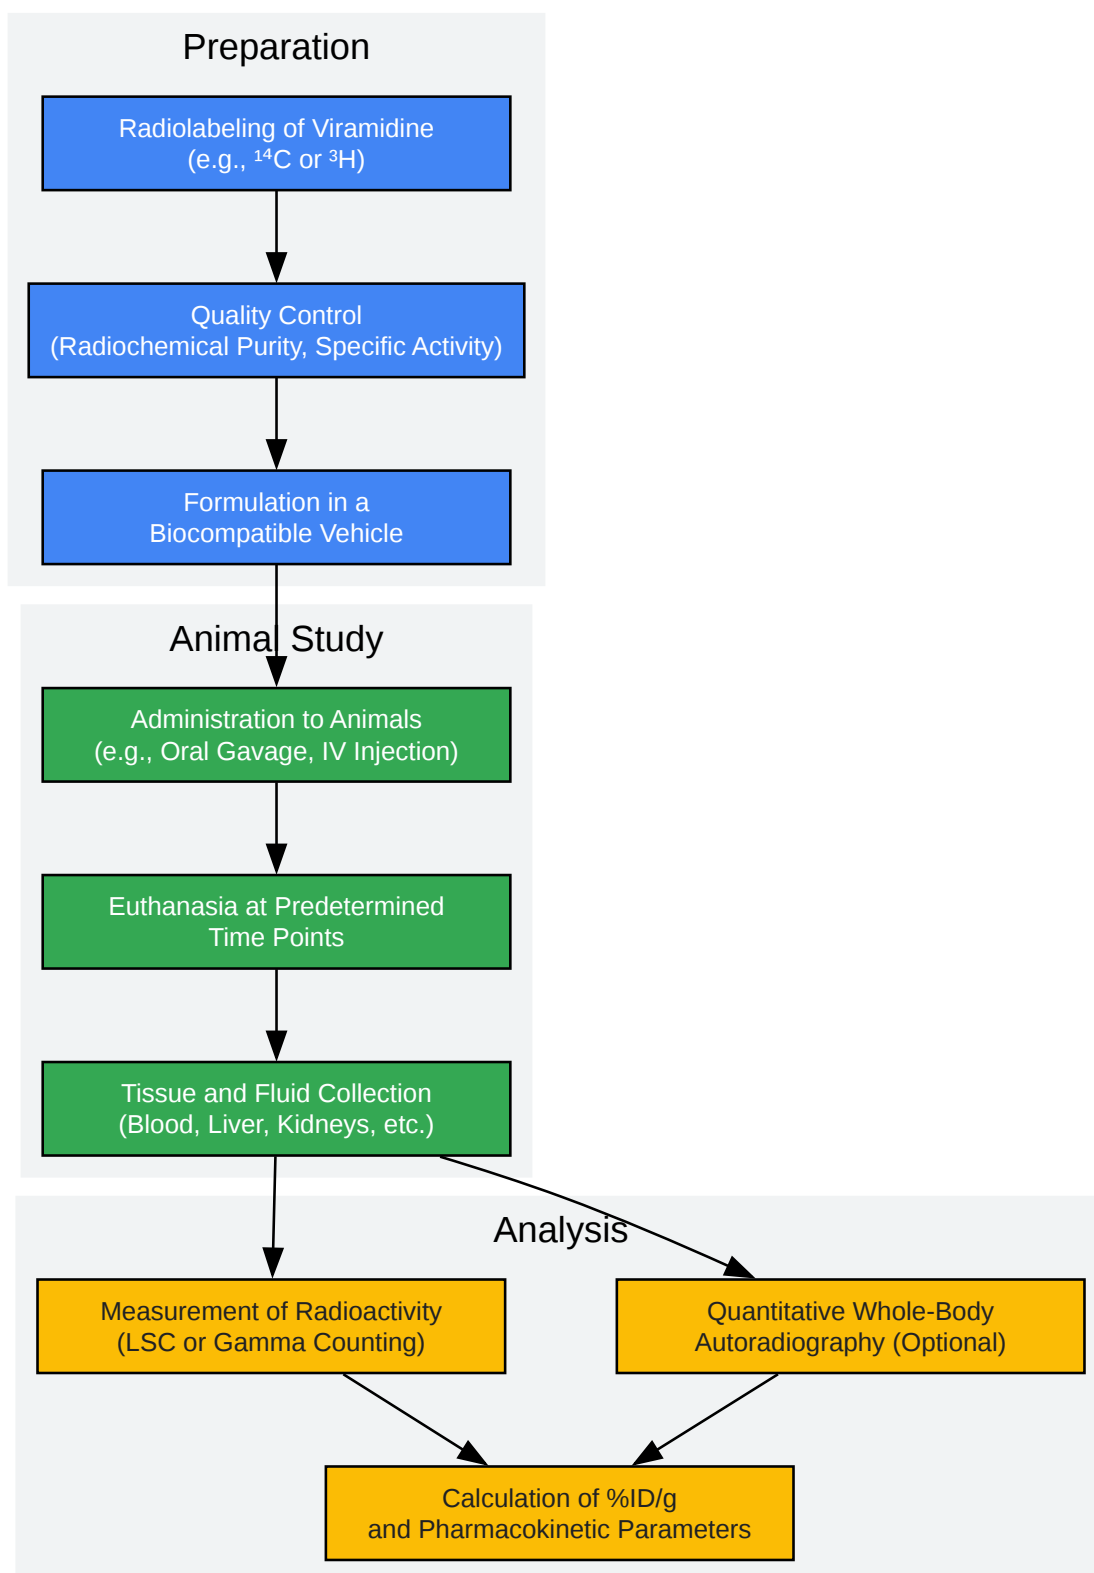 Preparation
Radiolabeling of Viramidine
(e.g., ¹⁴C or ³H)
Quality Control
(Radiochemical Purity, Specific Activity)
Formulation in a
Biocompatible Vehicle
Animal Study
Administration to Animals
(e.g., Oral Gavage, IV Injection)
Euthanasia at Predetermined
Time Points
Tissue and Fluid Collection
(Blood, Liver, Kidneys, etc.)
Analysis
Measurement of Radioactivity
(LSC or Gamma Counting)
Quantitative Whole-Body
Autoradiography (Optional)
Calculation of %ID/g
and Pharmacokinetic Parameters